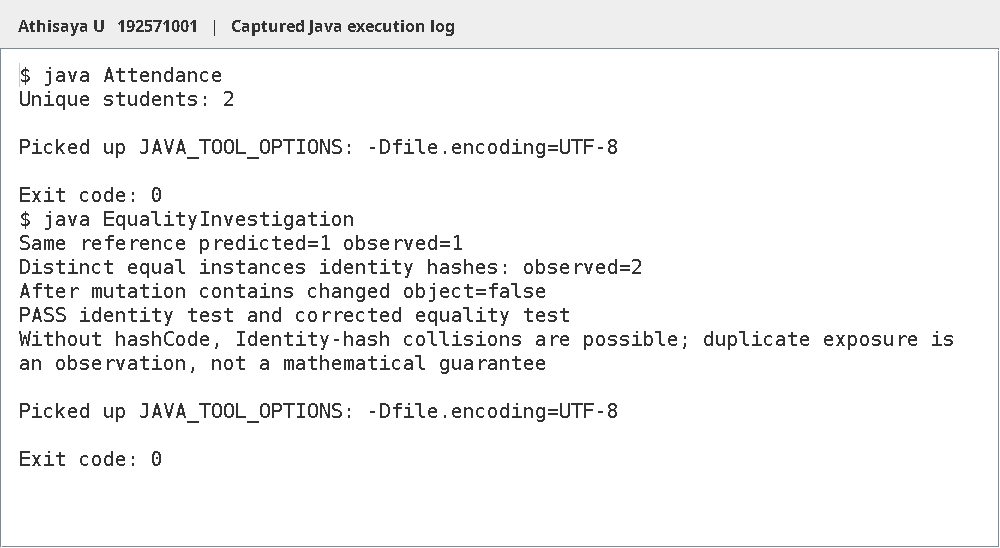 Athisaya U 192571001 | Captured Java execution log
$ java Attendance
Unique students: 2
Picked up JAVA_TOOL_OPTIONS: -Dfile.encoding=UTF-8
Exit code: 0
$ java EqualityInvestigation
Same reference predicted=1 observed=1
Distinct equal instances identity hashes: observed=2
After mutation contains changed object=false
PASS identity test and corrected equality test
Without hashCode, Identity-hash collisions are possible; duplicate exposure is
an observation, not a mathematical guarantee
Picked up JAVA_TOOL_OPTIONS: -Dfile.encoding=UTF-8
Exit code: 0